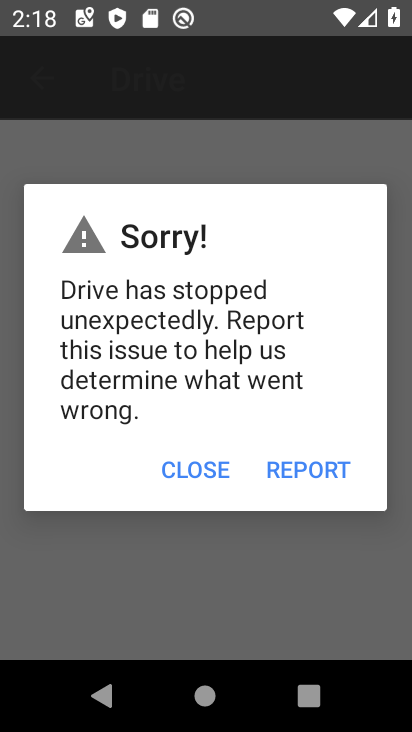 2:18
Drive
Sorry!
Drive has stopped
unexpectedly. Report
this issue to help us
determine what went
wrong.
CLOSE REPORT